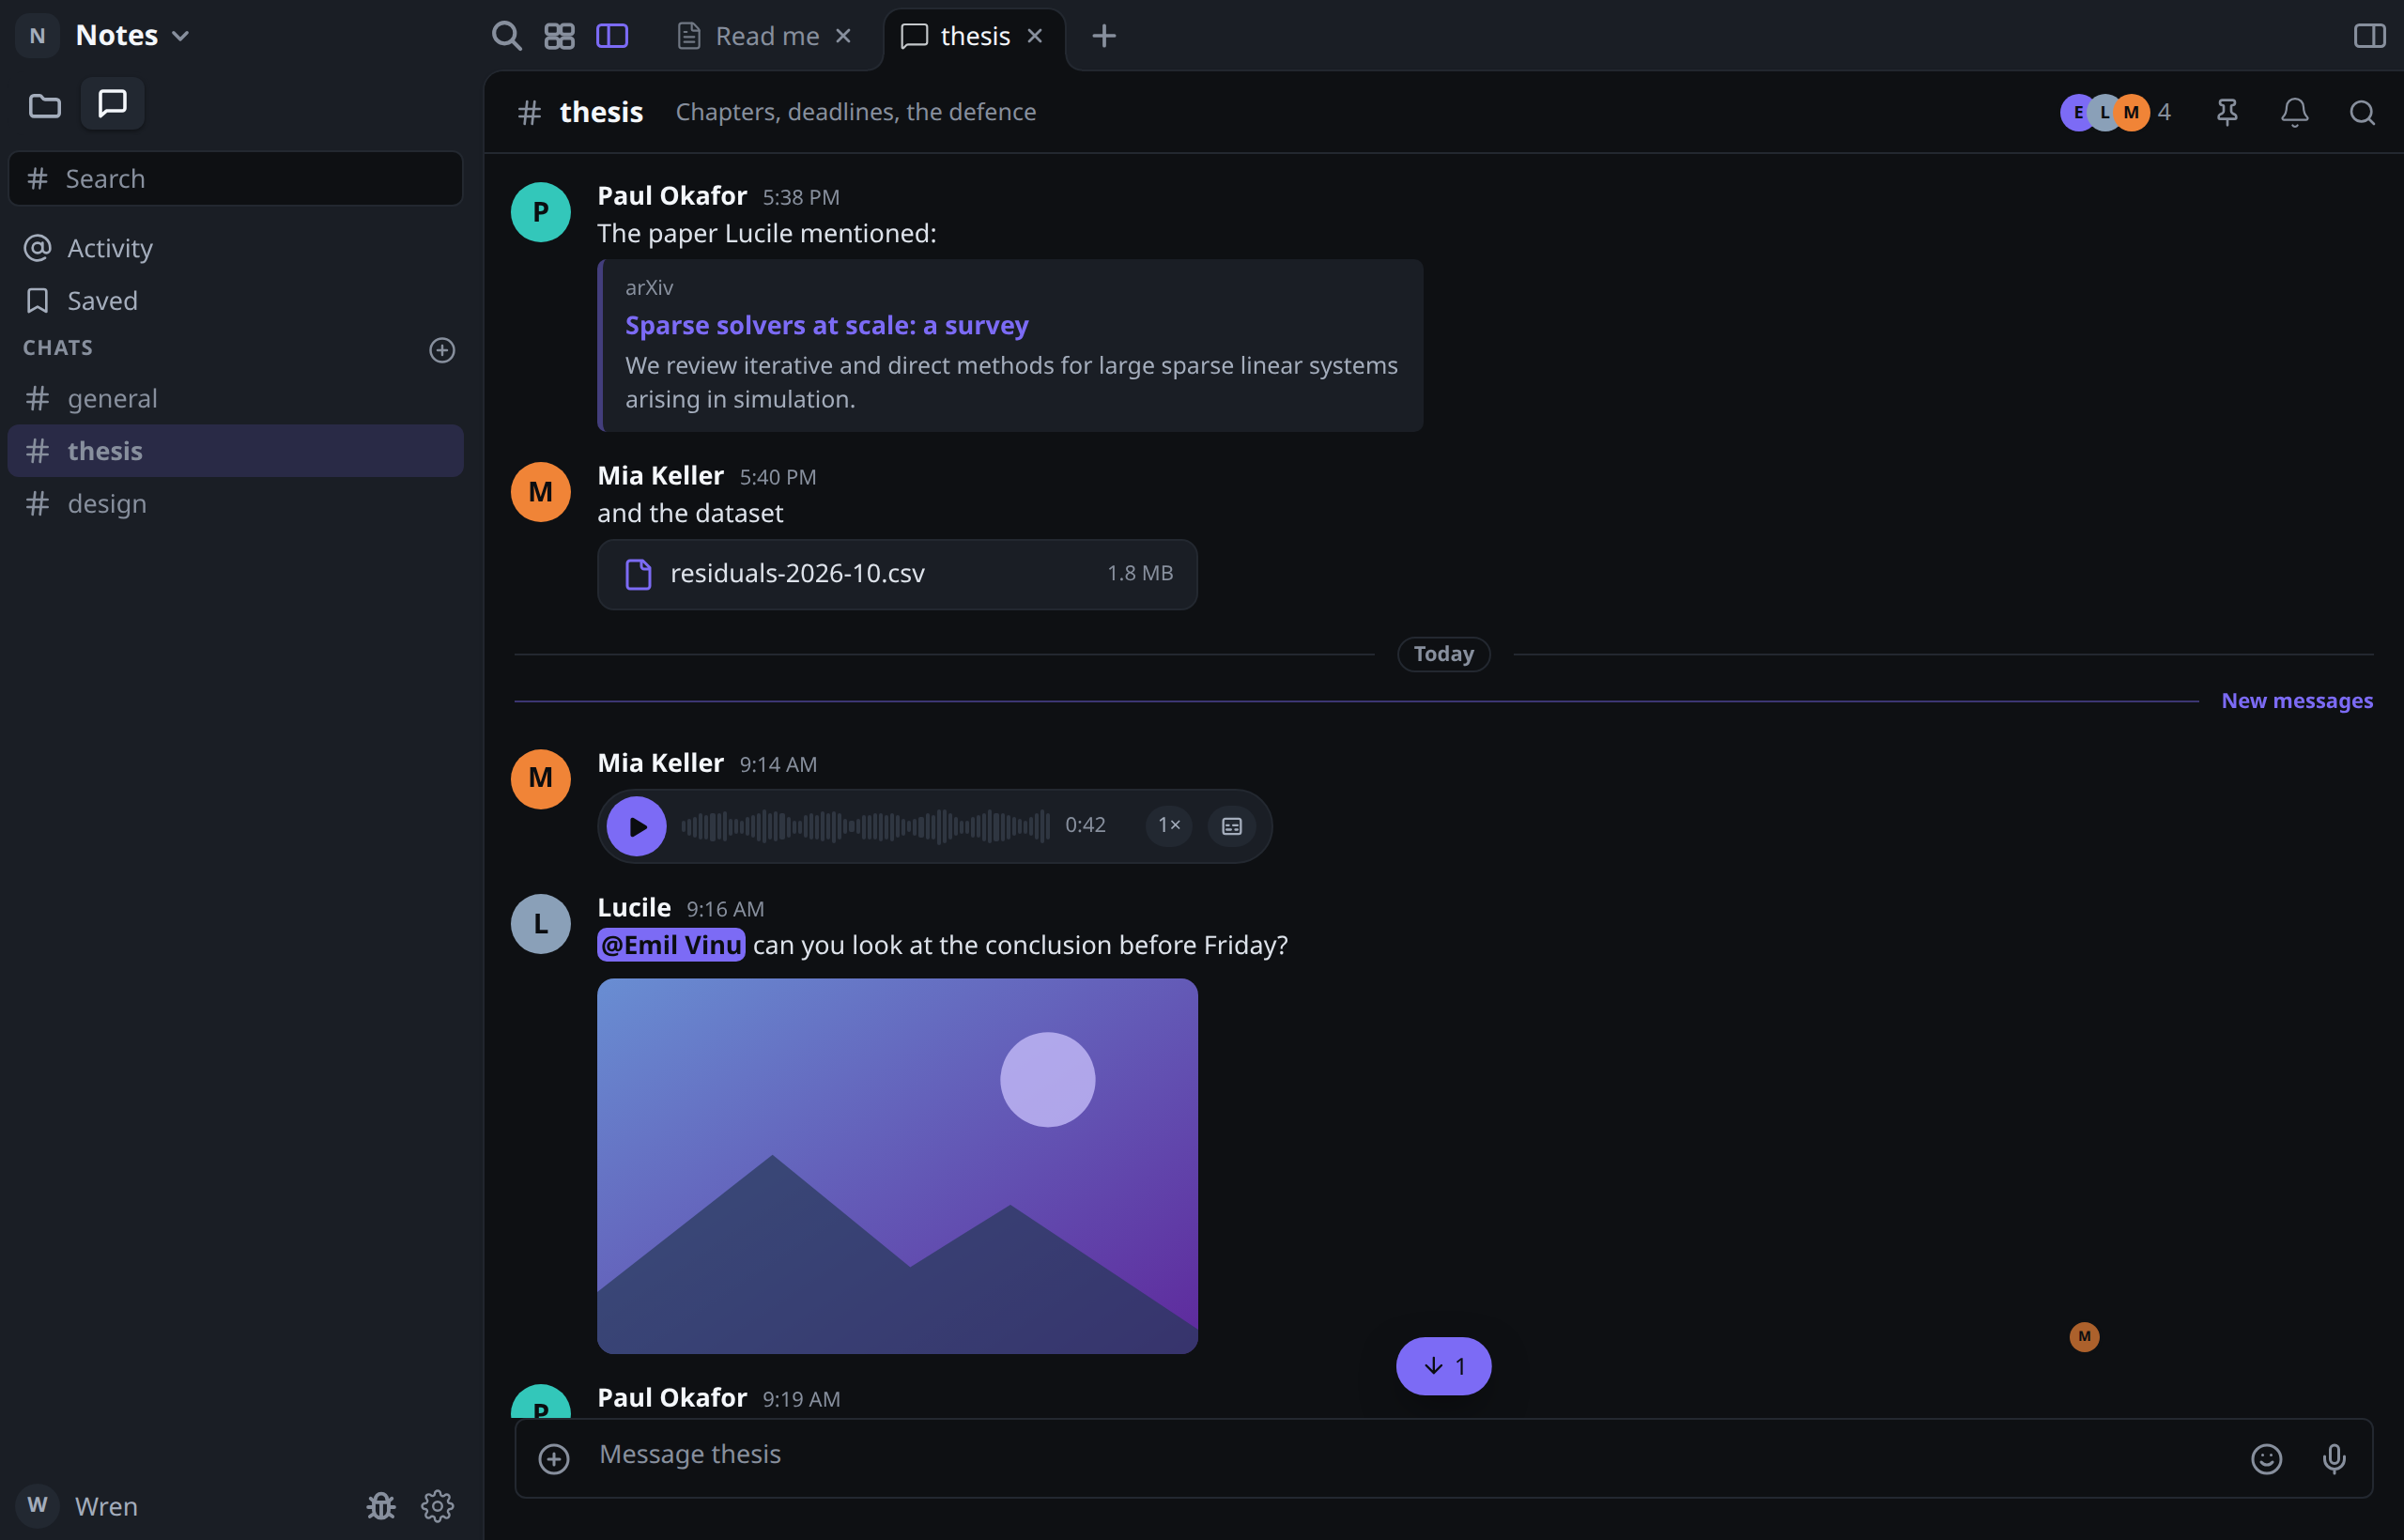 N Notes
Read me
thesis
Search
Activity
Saved
CHATS
general
thesis
design
W Wren
thesis Chapters, deadlines, the defence
E L M 4
P
Paul Okafor 5:38 PM
The paper Lucile mentioned:
arXiv
Sparse solvers at scale: a survey
We review iterative and direct methods for large sparse linear systems
arising in simulation.
M
Mia Keller 5:40 PM
and the dataset
residuals-2026-10.csv 1.8 MB
Today
New messages
M
Mia Keller 9:14 AM
0:42 1×
L
Lucile 9:16 AM
@Emil Vinu can you look at the conclusion before Friday?
M
1
P
Paul Okafor 9:19 AM
Message thesis